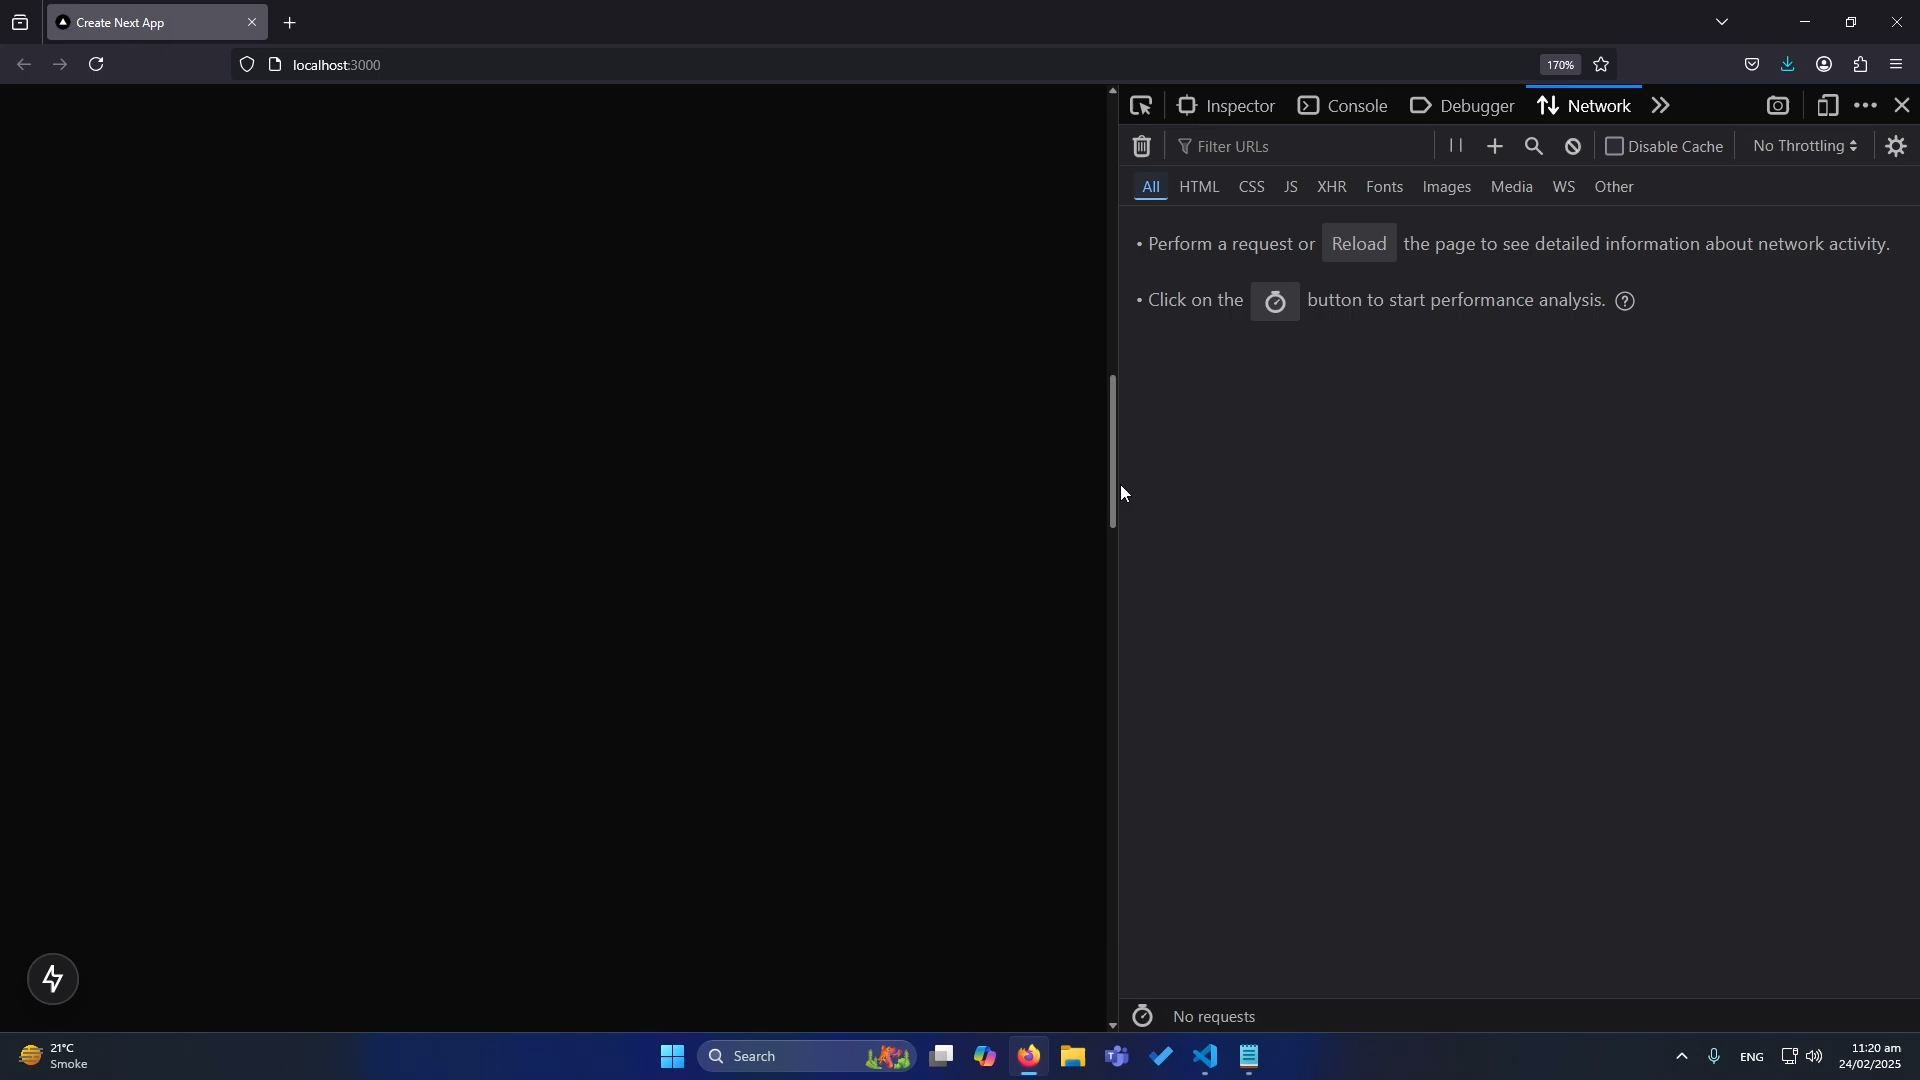 Create Next App
localhost:3000
170%
Inspector
Console
Debugger
Network
Filter URLs
Disable Cache
No Throttling
All
HTML
CSS
JS
XHR
Fonts
Images
Media
WS
Other
• Perform a request or Reload the page to see detailed information about network activity.
• Click on the button to start performance analysis. ?
No requests
21°C
Smoke
Search
ENG
11:20 am
24/02/2025